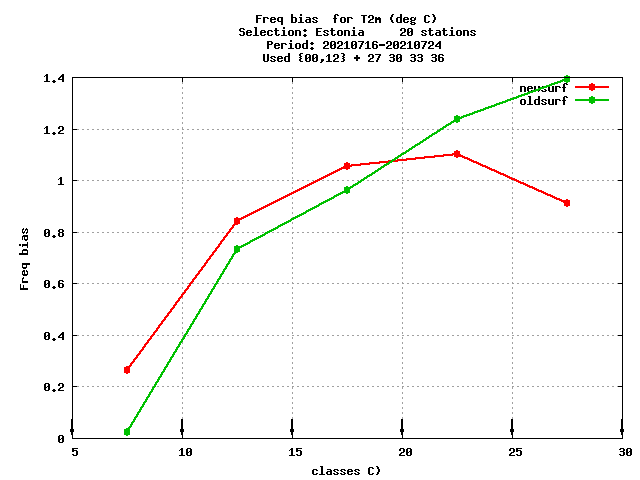 Freq bias  for T2m (deg C)
Selection: Estonia     20 stations
Period: 20210716-20210724
Used {00,12} + 27 30 33 36
newsurf
oldsurf
1.4
1.2
1
0.8
0.6
0.4
0.2
0
Freq bias
5 10 15 20 25 30
classes C)